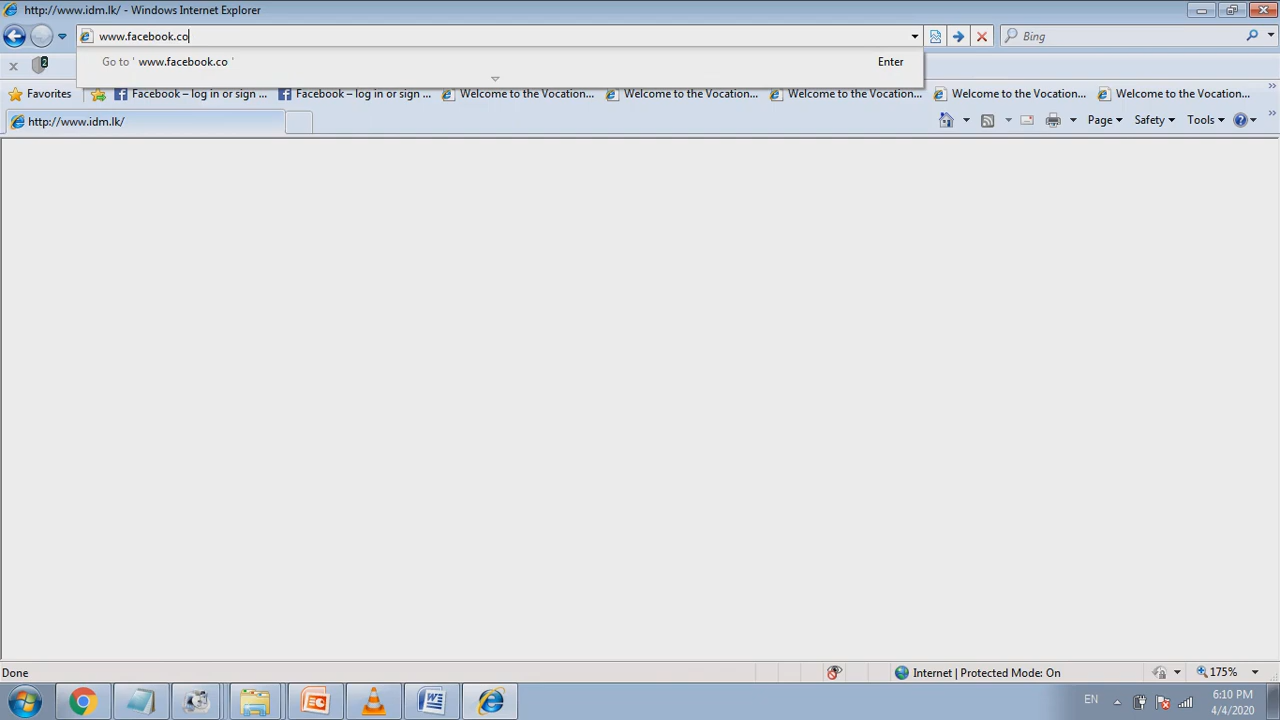 http://www.idm.lk/ - Windows Internet Explorer
www.facebook.co
Bing
Go to ' www.facebook.co '
Enter
2
Favorites
Facebook – log in or sign ...
Facebook – log in or sign ...
Welcome to the Vocation...
Welcome to the Vocation...
Welcome to the Vocation...
Welcome to the Vocation...
Welcome to the Vocation...
http://www.idm.lk/
Page
Safety
Tools
Done
Internet | Protected Mode: On
175%
EN
6:10 PM
4/4/2020